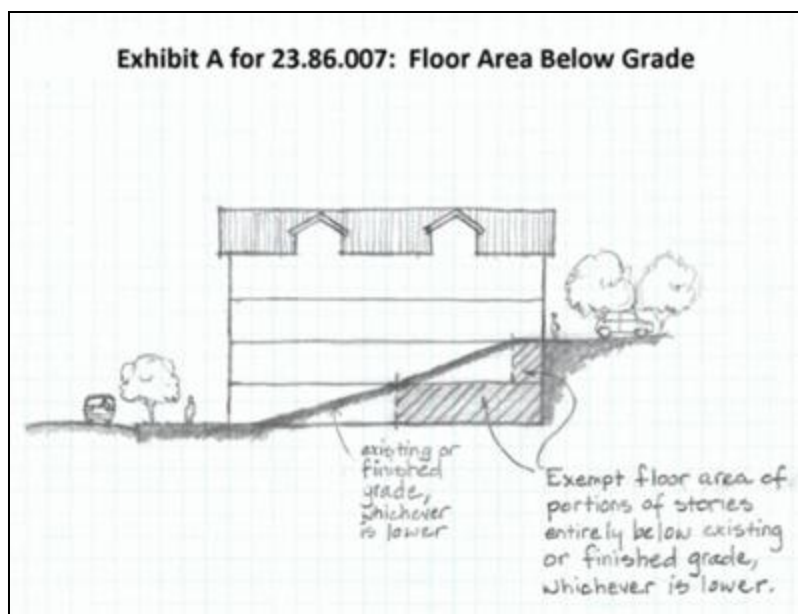 Exhibit A for 23.86.007: Floor Area Below Grade
existing or
finished
grade,
whichever
is lower
Exempt floor area of
portions of stories
entirely below existing
or finished grade,
whichever is lower.